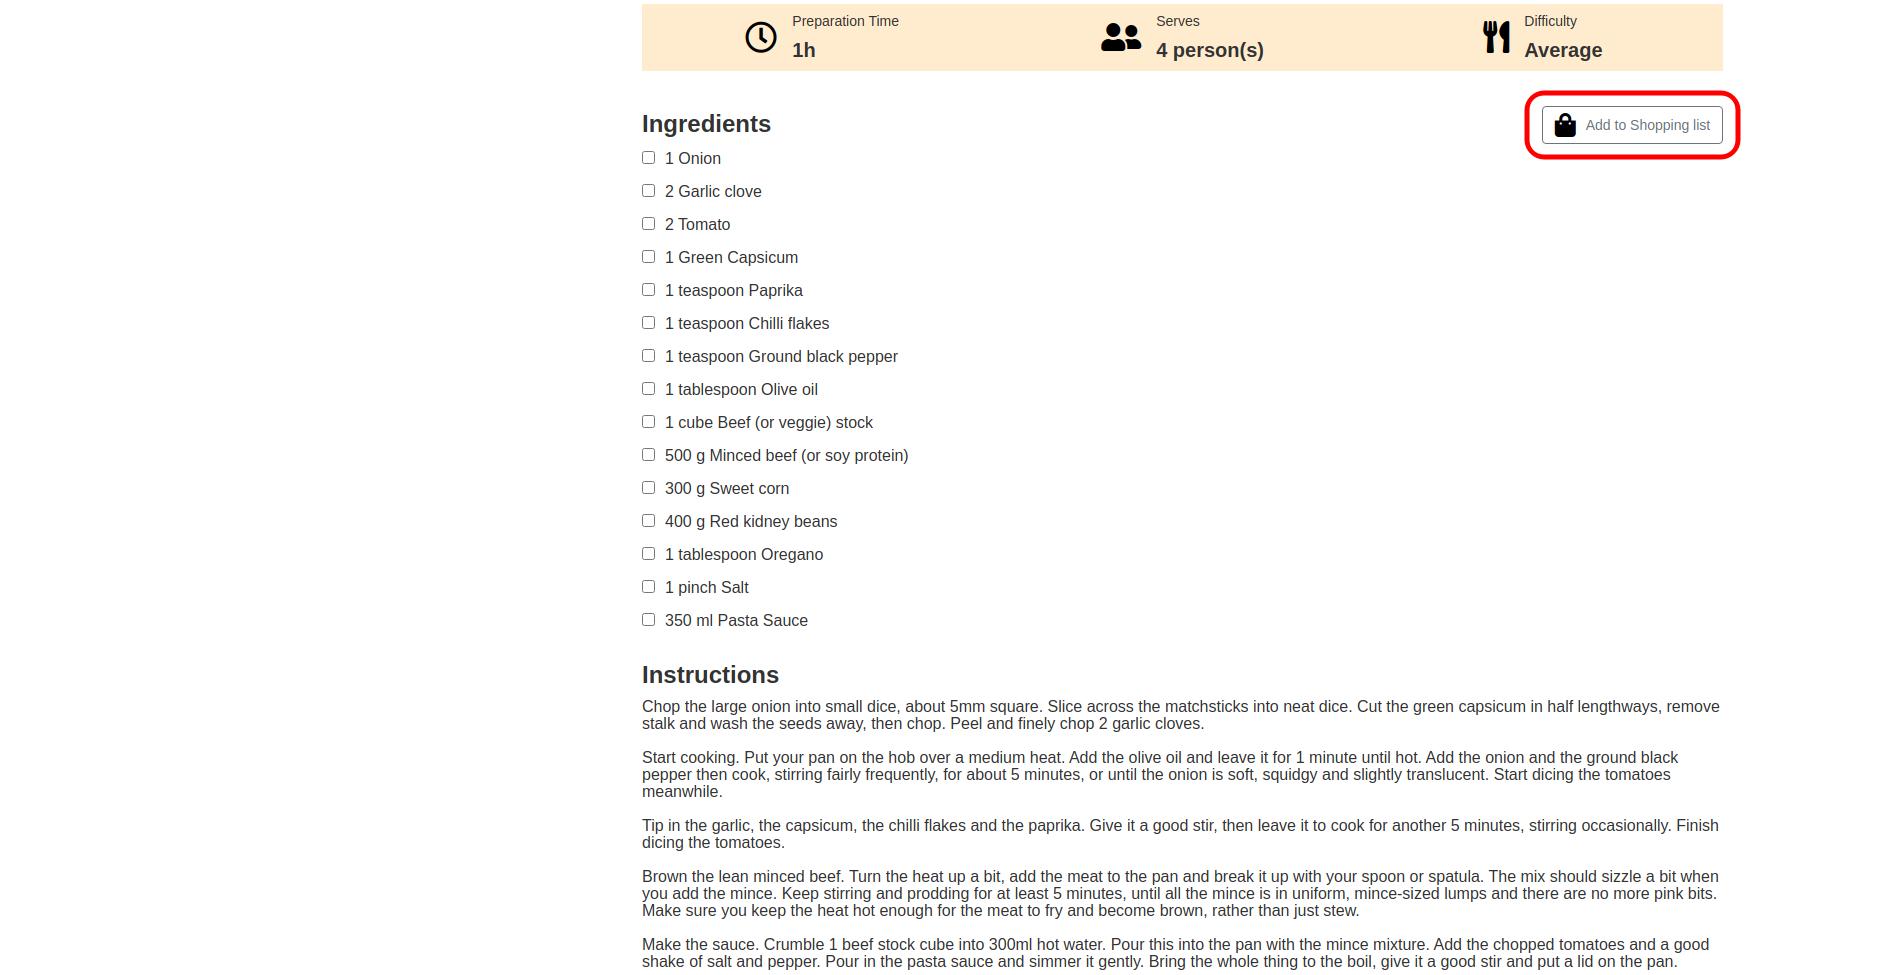 Preparation Time
1h
Serves
4 person(s)
Difficulty
Average
Ingredients
Add to Shopping list
1 Onion
2 Garlic clove
2 Tomato
1 Green Capsicum
1 teaspoon Paprika
1 teaspoon Chilli flakes
1 teaspoon Ground black pepper
1 tablespoon Olive oil
1 cube Beef (or veggie) stock
500 g Minced beef (or soy protein)
300 g Sweet corn
400 g Red kidney beans
1 tablespoon Oregano
1 pinch Salt
350 ml Pasta Sauce
Instructions
Chop the large onion into small dice, about 5mm square. Slice across the matchsticks into neat dice. Cut the green capsicum in half lengthways, remove
stalk and wash the seeds away, then chop. Peel and finely chop 2 garlic cloves.
Start cooking. Put your pan on the hob over a medium heat. Add the olive oil and leave it for 1 minute until hot. Add the onion and the ground black
pepper then cook, stirring fairly frequently, for about 5 minutes, or until the onion is soft, squidgy and slightly translucent. Start dicing the tomatoes
meanwhile.
Tip in the garlic, the capsicum, the chilli flakes and the paprika. Give it a good stir, then leave it to cook for another 5 minutes, stirring occasionally. Finish
dicing the tomatoes.
Brown the lean minced beef. Turn the heat up a bit, add the meat to the pan and break it up with your spoon or spatula. The mix should sizzle a bit when
you add the mince. Keep stirring and prodding for at least 5 minutes, until all the mince is in uniform, mince-sized lumps and there are no more pink bits.
Make sure you keep the heat hot enough for the meat to fry and become brown, rather than just stew.
Make the sauce. Crumble 1 beef stock cube into 300ml hot water. Pour this into the pan with the mince mixture. Add the chopped tomatoes and a good
shake of salt and pepper. Pour in the pasta sauce and simmer it gently. Bring the whole thing to the boil, give it a good stir and put a lid on the pan.